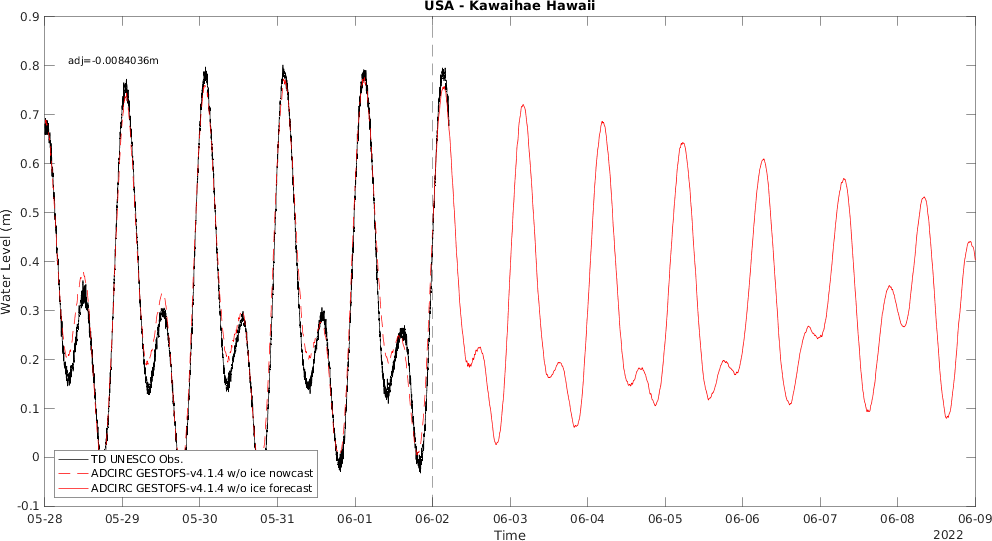 USA - Kawaihae Hawaii
0.9
adj=-0.0084036m
0.8
0.7
0.6
0.5
0.4
0.3
0.2
0.1
0
-0.1
Water Level (m)
TD UNESCO Obs.
ADCIRC GESTOFS-v4.1.4 w/o ice nowcast
ADCIRC GESTOFS-v4.1.4 w/o ice forecast
05-28 05-29 05-30 05-31 06-01 06-02 06-03 06-04 06-05 06-06 06-07 06-08 06-09
Time
2022